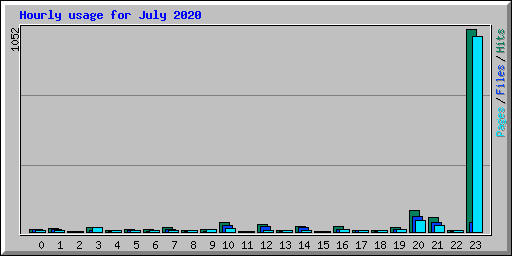 Hourly usage for July 2020
1052
Pages/Files/Hits
0 1 2 3 4 5 6 7 8 9 10 11 12 13 14 15 16 17 18 19 20 21 22 23